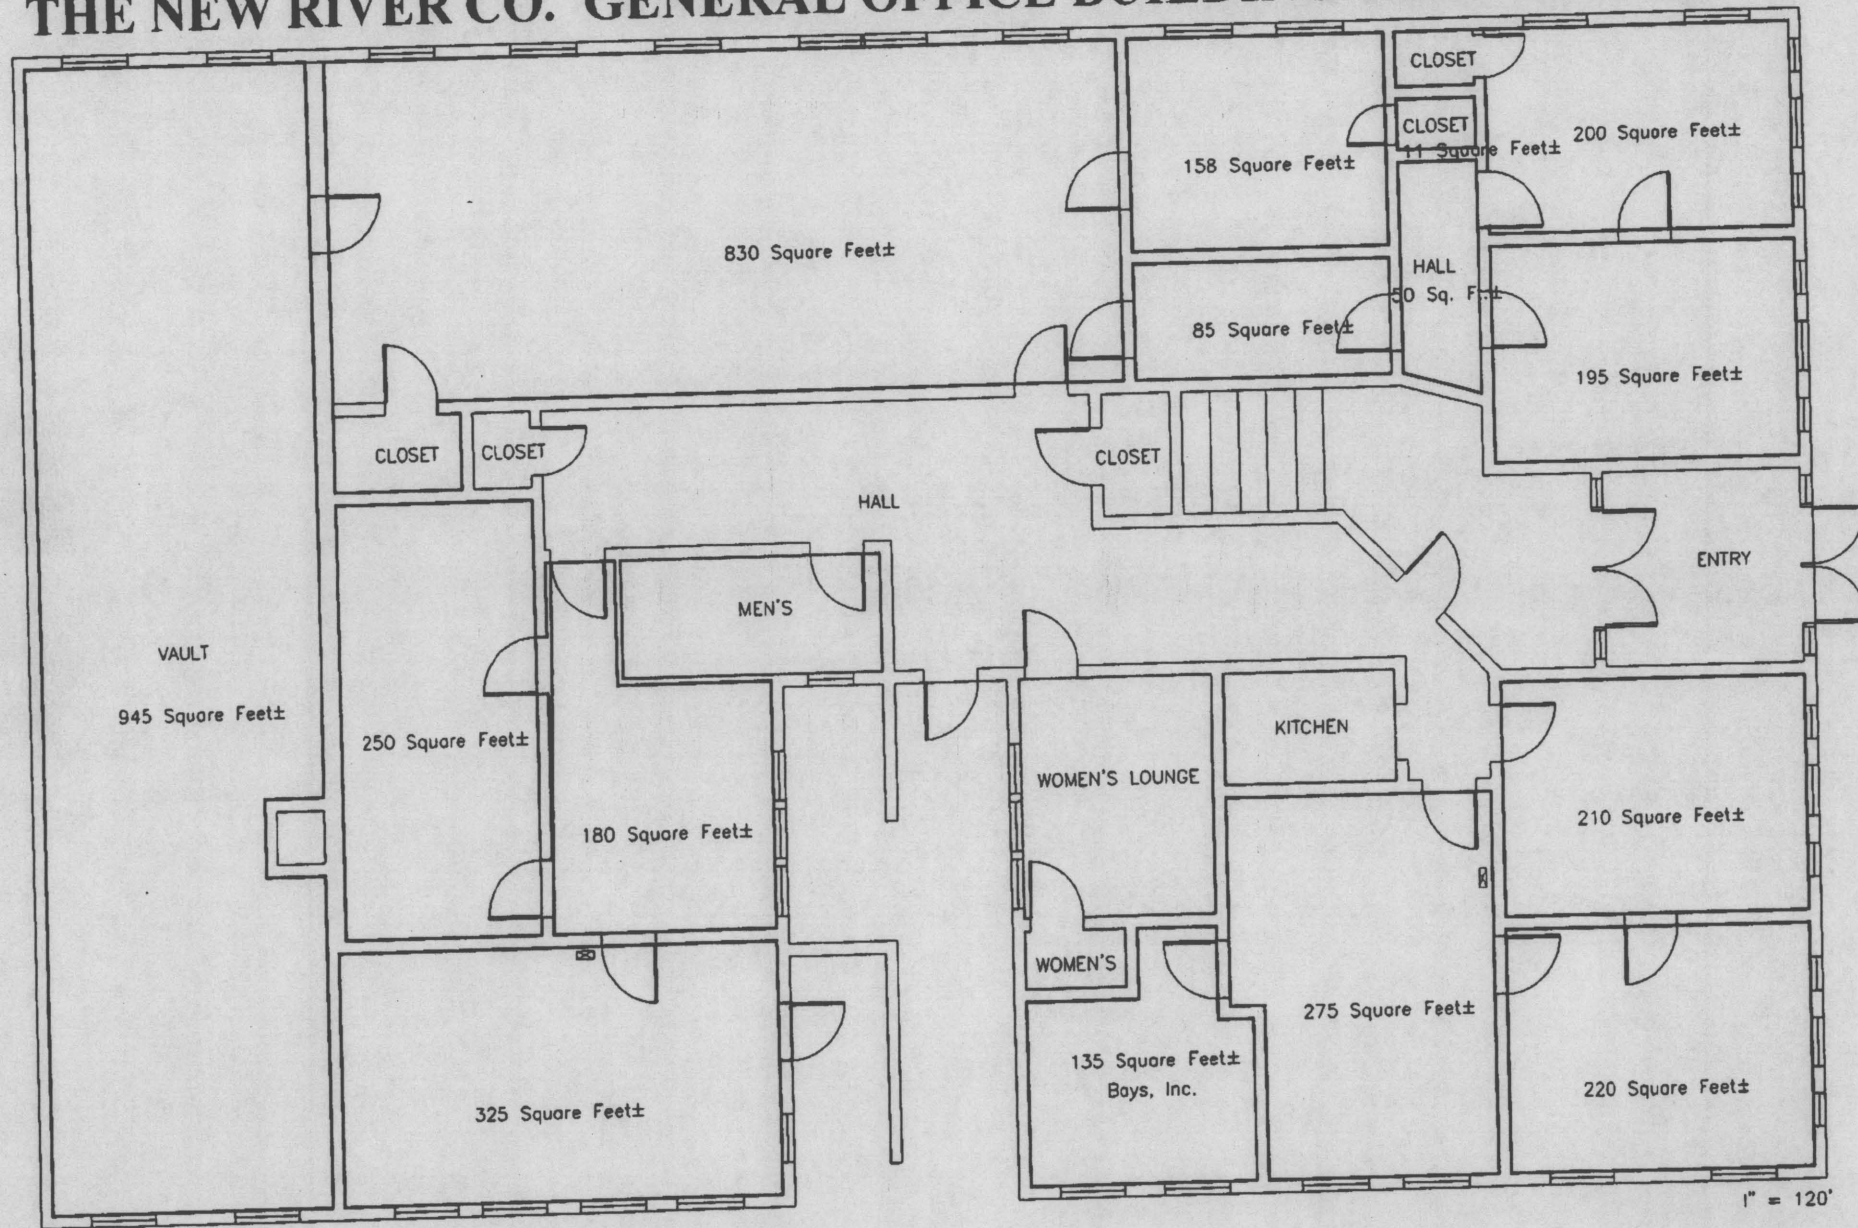 THE NEW RIVER CO. GENERAL OFFICE
CLOSET
CLOSET
11 Square Feet±
200 Square Feet±
158 Square Feet±
830 Square Feet±
HALL
50 Sq.
85 Square Feet±
195 Square Feet±
CLOSET
CLOSET
CLOSET
HALL
ENTRY
MEN'S
VAULT
945 Square Feet±
250 Square Feet±
KITCHEN
WOMEN'S LOUNGE
180 Square Feet±
210 Square Feet±
WOMEN'S
275 Square Feet±
135 Square Feet±
Bays, Inc.
220 Square Feet±
325 Square Feet±
1" = 120'